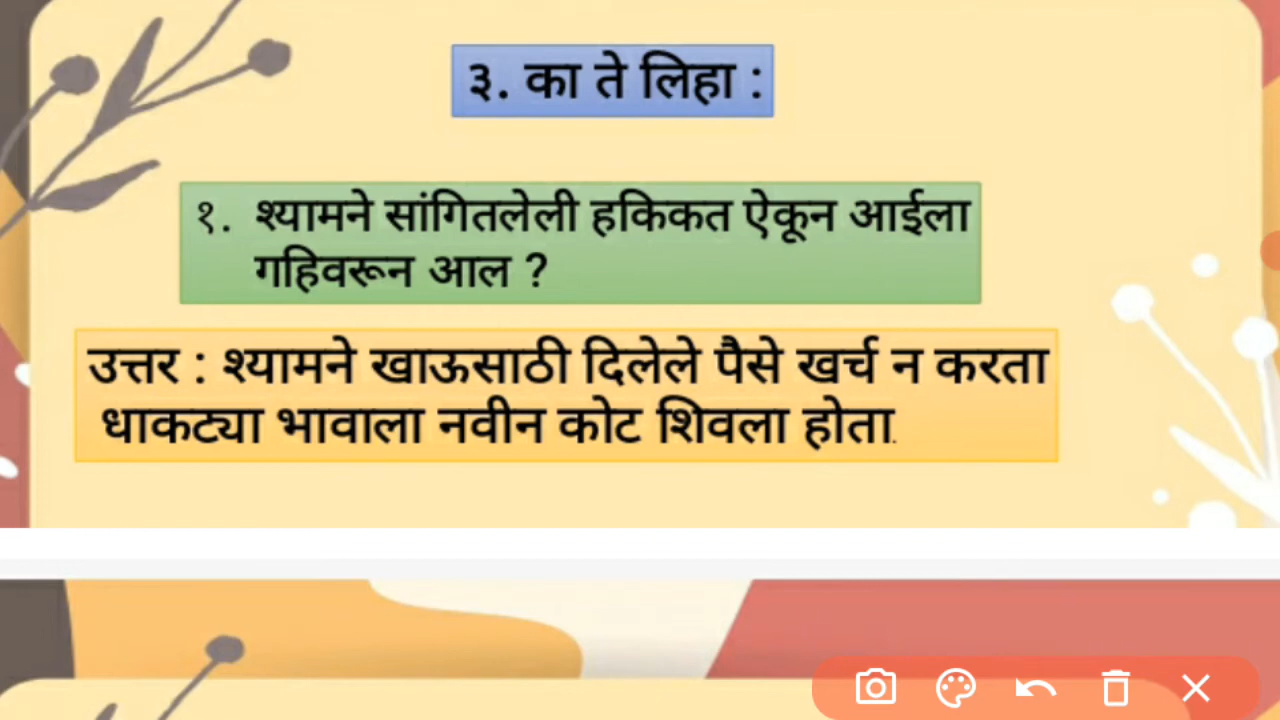 ३. का ते लिहा :
१. श्यामने सांगितलेली हकिकत ऐकून आईला
गहिवरून आल ?
उत्तर : श्यामने खाऊसाठी दिलेले पैसे खर्च न करता
धाकट्या भावाला नवीन कोट शिवला होता.